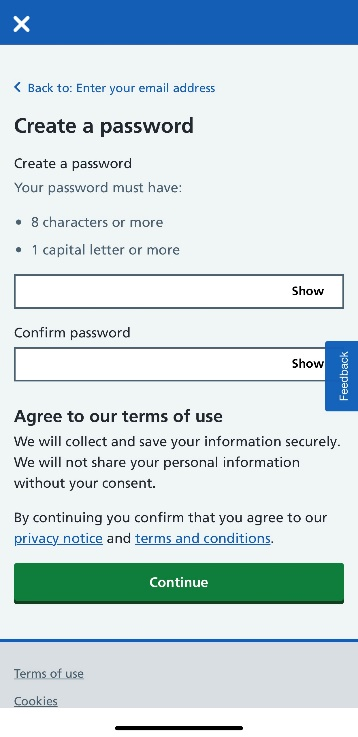 Back to: Enter your email address
Create a password
Create a password
Your password must have:
• 8 characters or more
• 1 capital letter or more
Show
Confirm password
Show
Feedback
Agree to our terms of use
We will collect and save your information securely.
We will not share your personal information
without your consent.
By continuing you confirm that you agree to our
privacy notice and terms and conditions.
Continue
Terms of use
Cookies